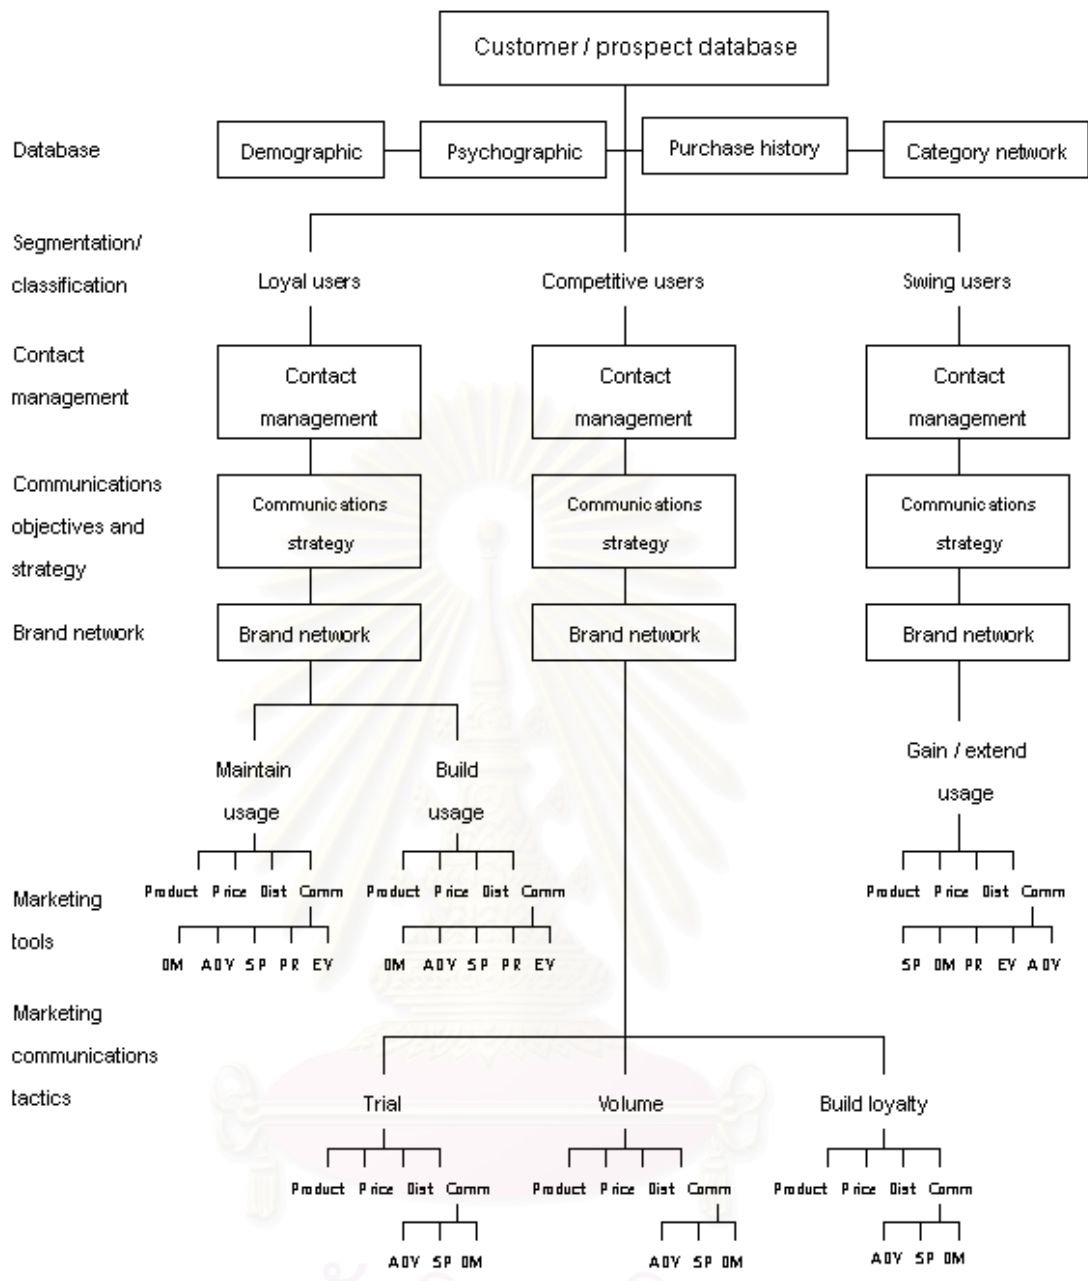 Customer / prospect database
Database
Demographic
Psychographic
Purchase history
Category network
Segmentation/
classification
Loyal users
Competitive users
Swing users
Contact
management
Contact
management
Contact
management
Contact
management
Communications
objectives and
strategy
Communications
strategy
Communications
strategy
Communications
strategy
Brand network
Brand network
Brand network
Brand network
Maintain
usage
Build
usage
Gain / extend
usage
Marketing
tools
Product Price Dist Comm
DM ADV SP PR EV
Product Price Dist Comm
DM ADV SP PR EV
Product Price Dist Comm
SP DM PR EV ADV
Marketing
communications
tactics
Trial
Volume
Build loyalty
Product Price Dist Comm
ADV SP DM
Product Price Dist Comm
ADV SP DM
Product Price Dist Comm
ADV SP DM